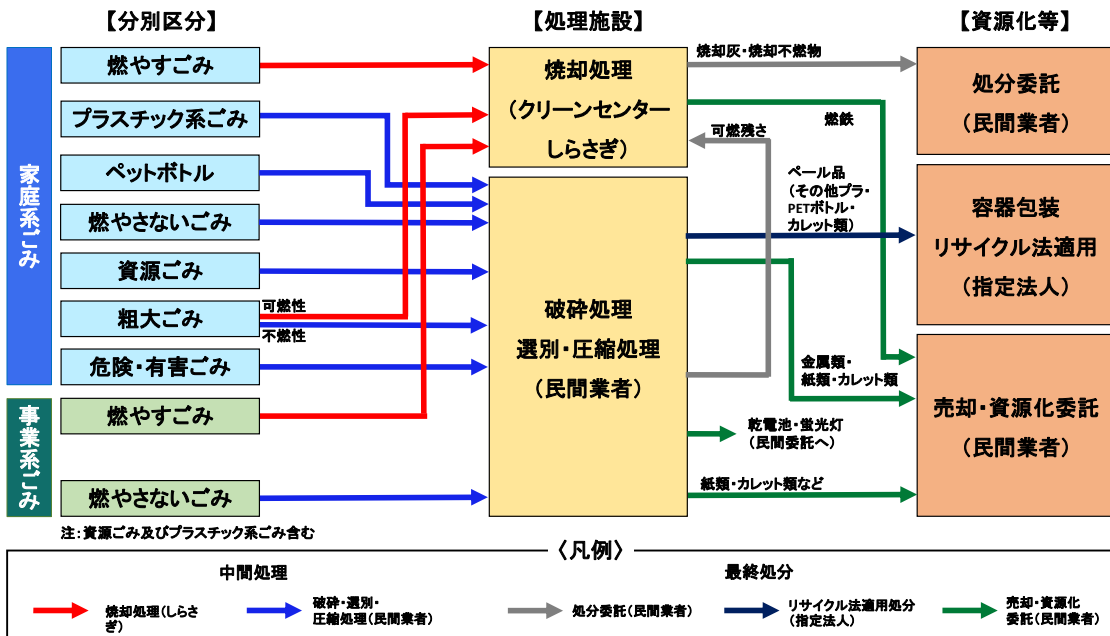 【分別区分】
【処理施設】
【資源化等】
家庭系ごみ
燃やすごみ
プラスチック系ごみ
ペットボトル
燃やさないごみ
資源ごみ
粗大ごみ
可燃性
不燃性
危険・有害ごみ
事業系ごみ
燃やすごみ
燃やさないごみ
注：資源ごみ及びプラスチック系ごみ含む
焼却処理
（クリーンセンター
しらさぎ）
破砕処理
選別・圧縮処理
（民間業者）
焼却灰・焼却不燃物
燃鉄
可燃残さ
ペール品
（その他プラ・
PETボトル・
カレット類）
金属類・
紙類・カレット類
乾電池・蛍光灯
（民間委託へ）
紙類・カレット類など
処分委託
（民間業者）
容器包装
リサイクル法適用
（指定法人）
売却・資源化委託
（民間業者）
〈凡例〉
中間処理
最終処分
焼却処理（しらさ
ぎ）
破砕・選別・
圧縮処理（民間業者）
処分委託（民間業者）
リサイクル法適用処分
（指定法人）
売却・資源化
委託（民間業者）